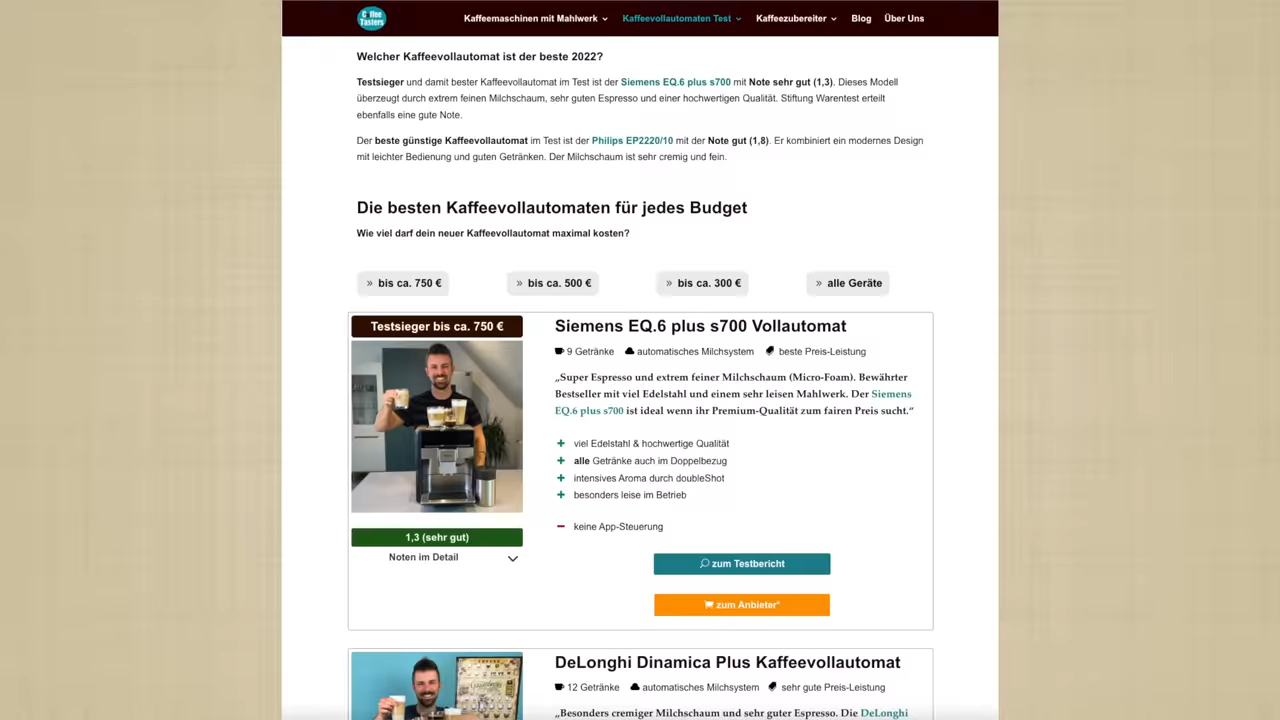 Coffee
Tasters
Kaffeemaschinen mit Mahlwerk
Kaffeevollautomaten Test
Kaffeezubereiter
Blog
Über Uns
Welcher Kaffeevollautomat ist der beste 2022?
Testsieger und damit bester Kaffeevollautomat im Test ist der Siemens EQ.6 plus s700 mit Note sehr gut (1,3). Dieses Modell
überzeugt durch extrem feinen Milchschaum, sehr guten Espresso und einer hochwertigen Qualität. Stiftung Warentest erteilt
ebenfalls eine gute Note.
Der beste günstige Kaffeevollautomat im Test ist der Philips EP2220/10 mit der Note gut (1,8). Er kombiniert ein modernes Design
mit leichter Bedienung und guten Getränken. Der Milchschaum ist sehr cremig und fein.
Die besten Kaffeevollautomaten für jedes Budget
Wie viel darf dein neuer Kaffeevollautomat maximal kosten?
» bis ca. 750 €
» bis ca. 500 €
» bis ca. 300 €
» alle Geräte
Testsieger bis ca. 750 €
1,3 (sehr gut)
Noten im Detail
Siemens EQ.6 plus s700 Vollautomat
9 Getränke
automatisches Milchsystem
beste Preis-Leistung
„Super Espresso und extrem feiner Milchschaum (Micro-Foam). Bewährter
Bestseller mit viel Edelstahl und einem sehr leisen Mahlwerk. Der Siemens
EQ.6 plus s700 ist ideal wenn ihr Premium-Qualität zum fairen Preis sucht.“
viel Edelstahl & hochwertige Qualität
alle Getränke auch im Doppelbezug
intensives Aroma durch doubleShot
besonders leise im Betrieb
keine App-Steuerung
zum Testbericht
zum Anbieter*
DeLonghi Dinamica Plus Kaffeevollautomat
12 Getränke
automatisches Milchsystem
sehr gute Preis-Leistung
„Besonders cremiger Milchschaum und sehr guter Espresso. Die DeLonghi